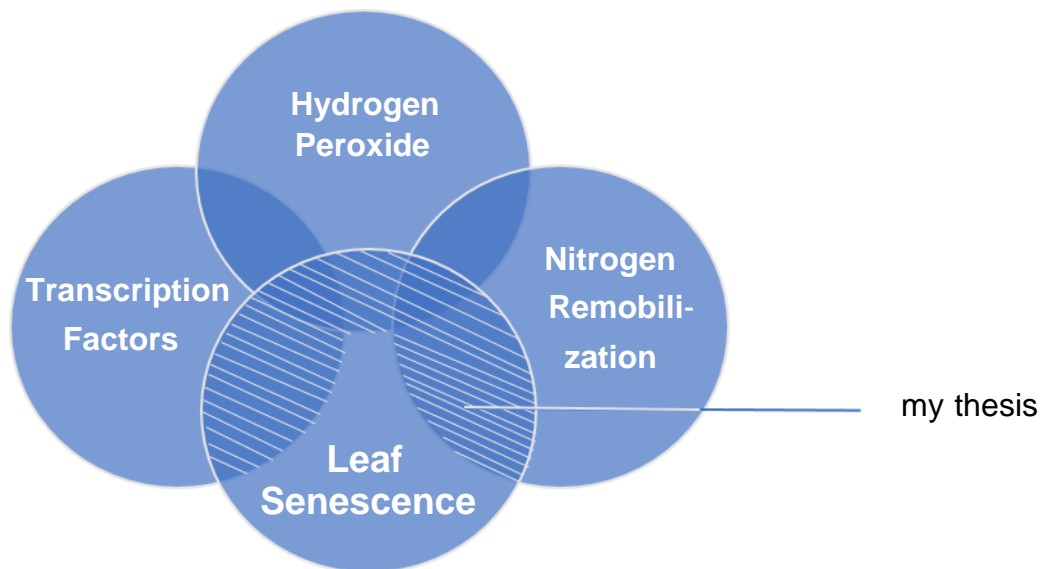 Hydrogen
Peroxide
Transcription
Factors
Nitrogen
Remobili-
zation
my thesis
Leaf
Senescence